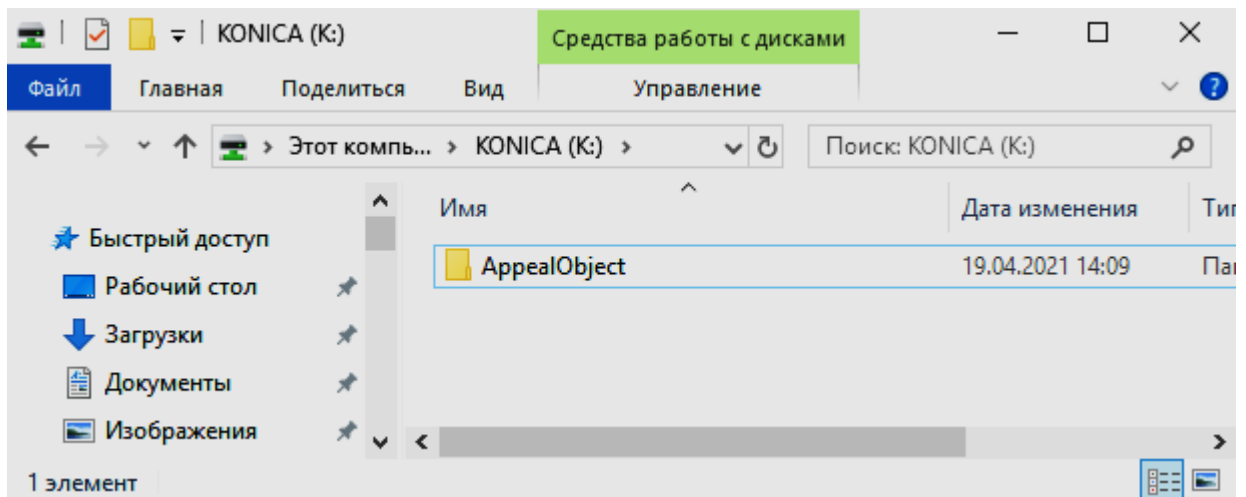 KONICA (K:)
Средства работы с дисками
Файл Главная Поделиться Вид Управление
Этот компь... KONICA (K:) Поиск: KONICA (K:)
Имя Дата изменения
Быстрый доступ
AppealObject 19.04.2021 14:09
Рабочий стол
Загрузки
Документы
Изображения
1 элемент